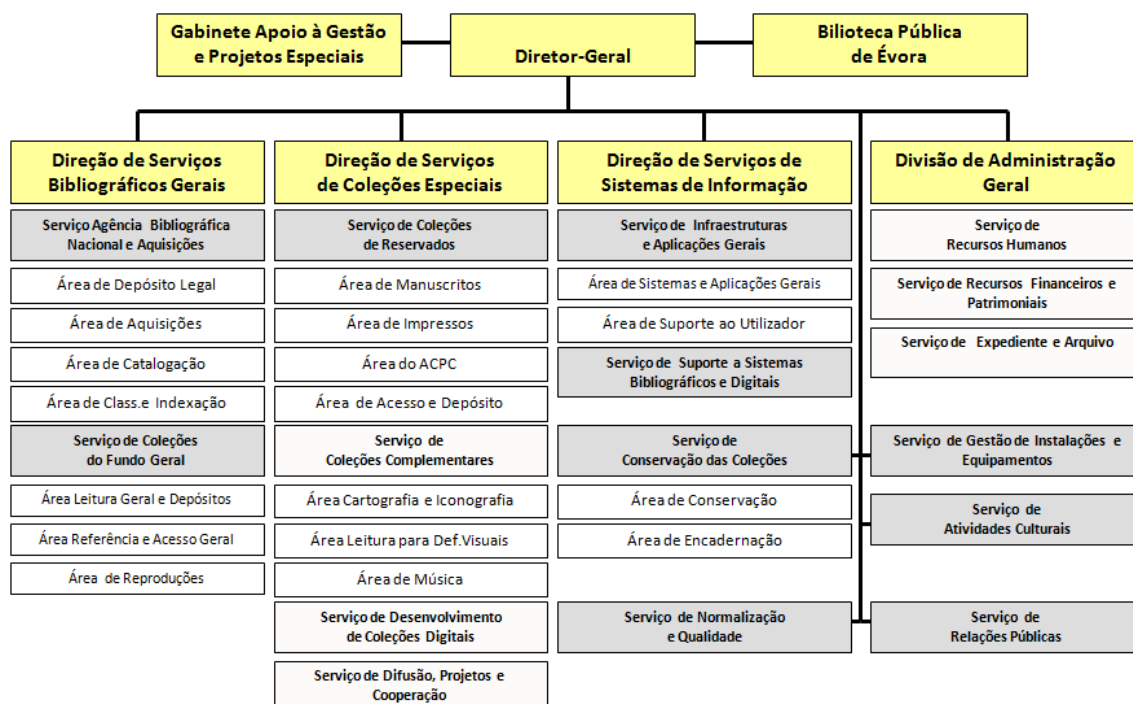 Gabinete Apoio à Gestão
e Projetos Especiais
Diretor-Geral
Bilioteca Pública
de Évora
Direção de Serviços
Bibliográficos Gerais
Serviço Agência Bibliográfica
Nacional e Aquisições
Área de Depósito Legal
Área de Aquisições
Área de Catalogação
Área de Class.e Indexação
Serviço de Coleções
do Fundo Geral
Área Leitura Geral e Depósitos
Área Referência e Acesso Geral
Área de Reproduções
Direção de Serviços
de Coleções Especiais
Serviço de Coleções
de Reservados
Área de Manuscritos
Área de Impressos
Área do ACPC
Área de Acesso e Depósito
Serviço de
Coleções Complementares
Área Cartografia e Iconografia
Área Leitura para Def.Visuais
Área de Música
Serviço de Desenvolvimento
de Coleções Digitais
Serviço de Difusão, Projetos e
Cooperação
Direção de Serviços de
Sistemas de Informação
Serviço de Infraestruturas
e Aplicações Gerais
Área de Sistemas e Aplicações Gerais
Área de Suporte ao Utilizador
Serviço de Suporte a Sistemas
Bibliográficos e Digitais
Serviço de
Conservação das Coleções
Área de Conservação
Área de Encadernação
Serviço de Normalização
e Qualidade
Divisão de Administração
Geral
Serviço de
Recursos Humanos
Serviço de Recursos Financeiros e
Patrimoniais
Serviço de Expediente e Arquivo
Serviço de Gestão de Instalações e
Equipamentos
Serviço de
Atividades Culturais
Serviço de
Relações Públicas